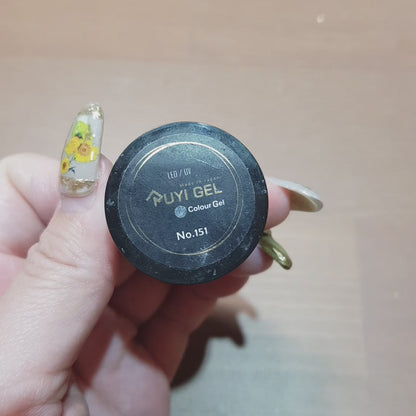 LED / UV
Made in Japan
PUYI GEL
Colour Gel
No.151